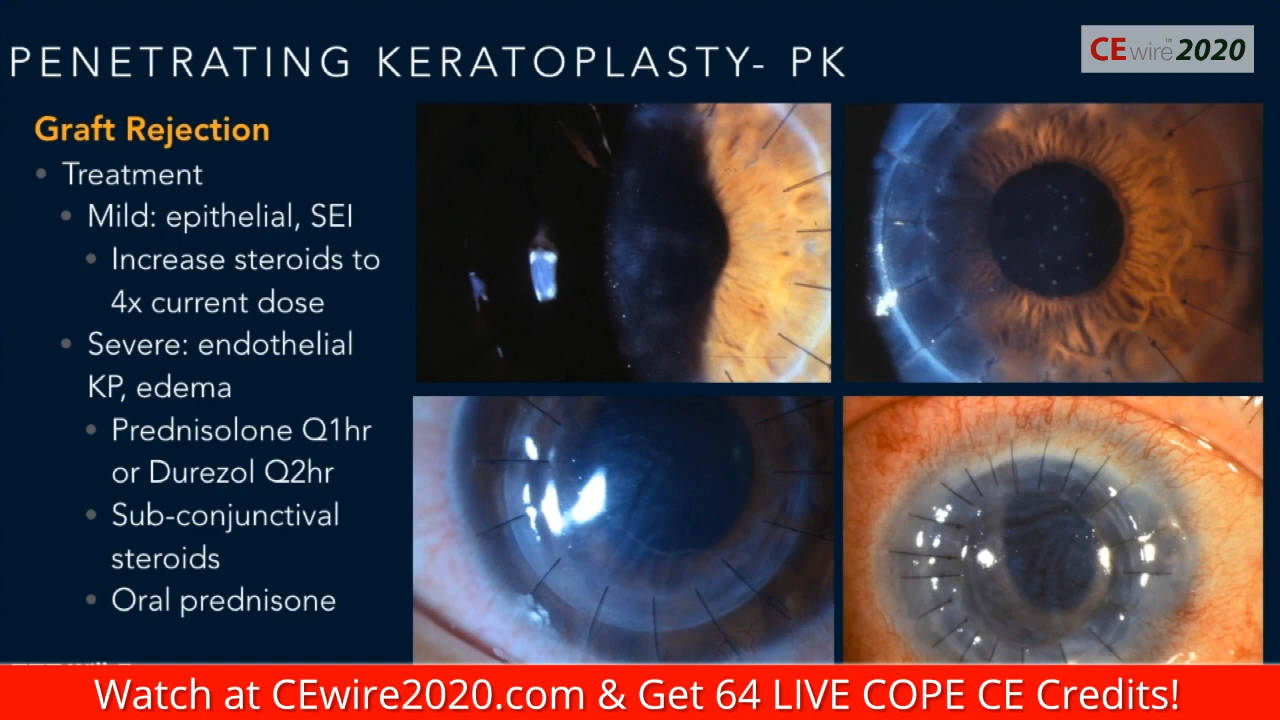 PENETRATING KERATOPLASTY- PK
CEwire™2020
Graft Rejection
• Treatment
• Mild: epithelial, SEI
• Increase steroids to
4x current dose
• Severe: endothelial
KP, edema
• Prednisolone Q1hr
or Durezol Q2hr
• Sub-conjunctival
steroids
• Oral prednisone
Watch at CEwire2020.com & Get 64 LIVE COPE CE Credits!